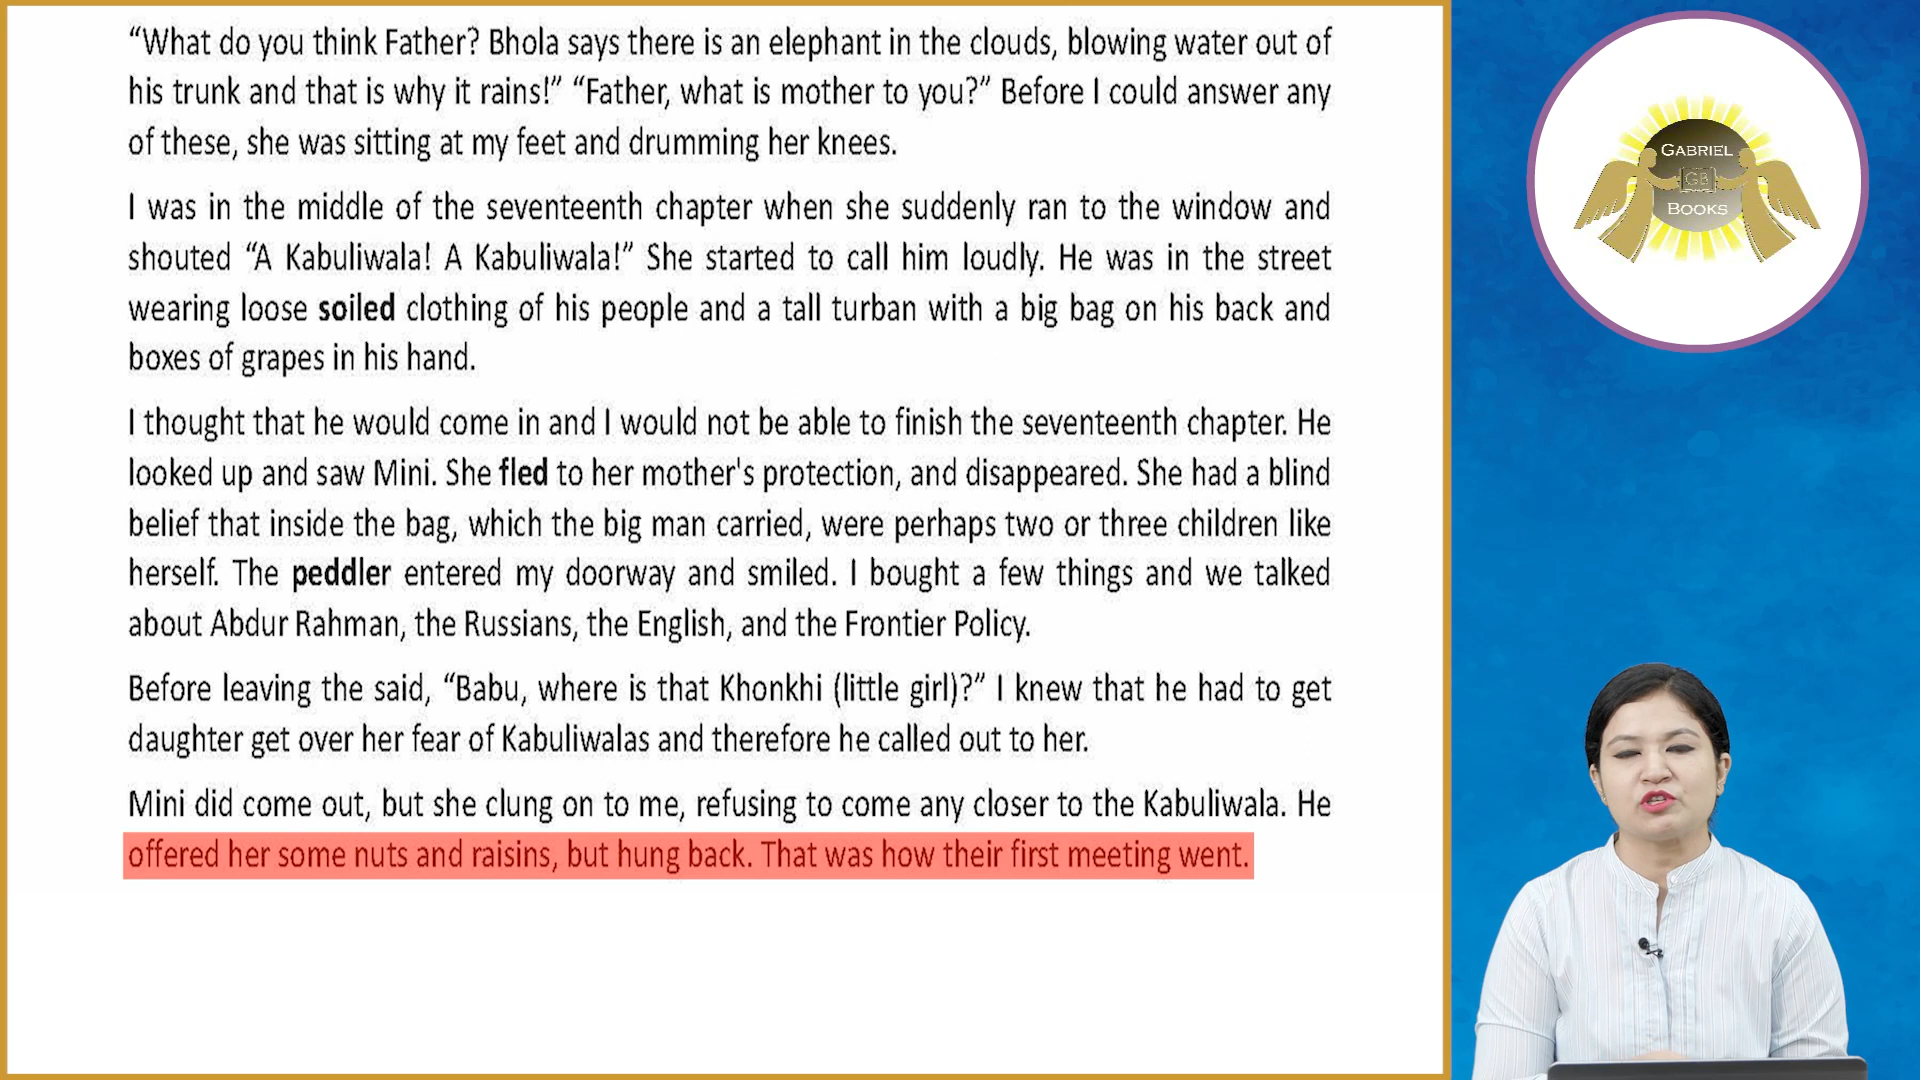 “What do you think Father? Bhola says there is an elephant in the clouds, blowing water out of
his trunk and that is why it rains!” “Father, what is mother to you?” Before I could answer any
of these, she was sitting at my feet and drumming her knees.
I was in the middle of the seventeenth chapter when she suddenly ran to the window and
shouted “A Kabuliwala! A Kabuliwala!” She started to call him loudly. He was in the street
wearing loose soiled clothing of his people and a tall turban with a big bag on his back and
boxes of grapes in his hand.
I thought that he would come in and I would not be able to finish the seventeenth chapter. He
looked up and saw Mini. She fled to her mother's protection, and disappeared. She had a blind
belief that inside the bag, which the big man carried, were perhaps two or three children like
herself. The peddler entered my doorway and smiled. I bought a few things and we talked
about Abdur Rahman, the Russians, the English, and the Frontier Policy.
Before leaving the said, “Babu, where is that Khonkhi (little girl)?” I knew that he had to get
daughter get over her fear of Kabuliwalas and therefore he called out to her.
Mini did come out, but she clung on to me, refusing to come any closer to the Kabuliwala. He
offered her some nuts and raisins, but hung back. That was how their first meeting went.
GABRIEL
GB
BOOKS